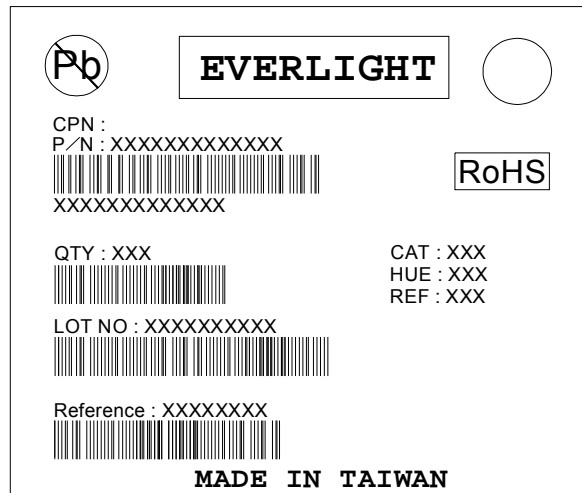 Pb
EVERLIGHT
CPN :
P/N : XXXXXXXXXXXXX
RoHS
XXXXXXXXXXXXX
QTY : XXX
CAT : XXX
HUE : XXX
REF : XXX
LOT NO : XXXXXXXXXX
Reference : XXXXXXXX
MADE IN TAIWAN